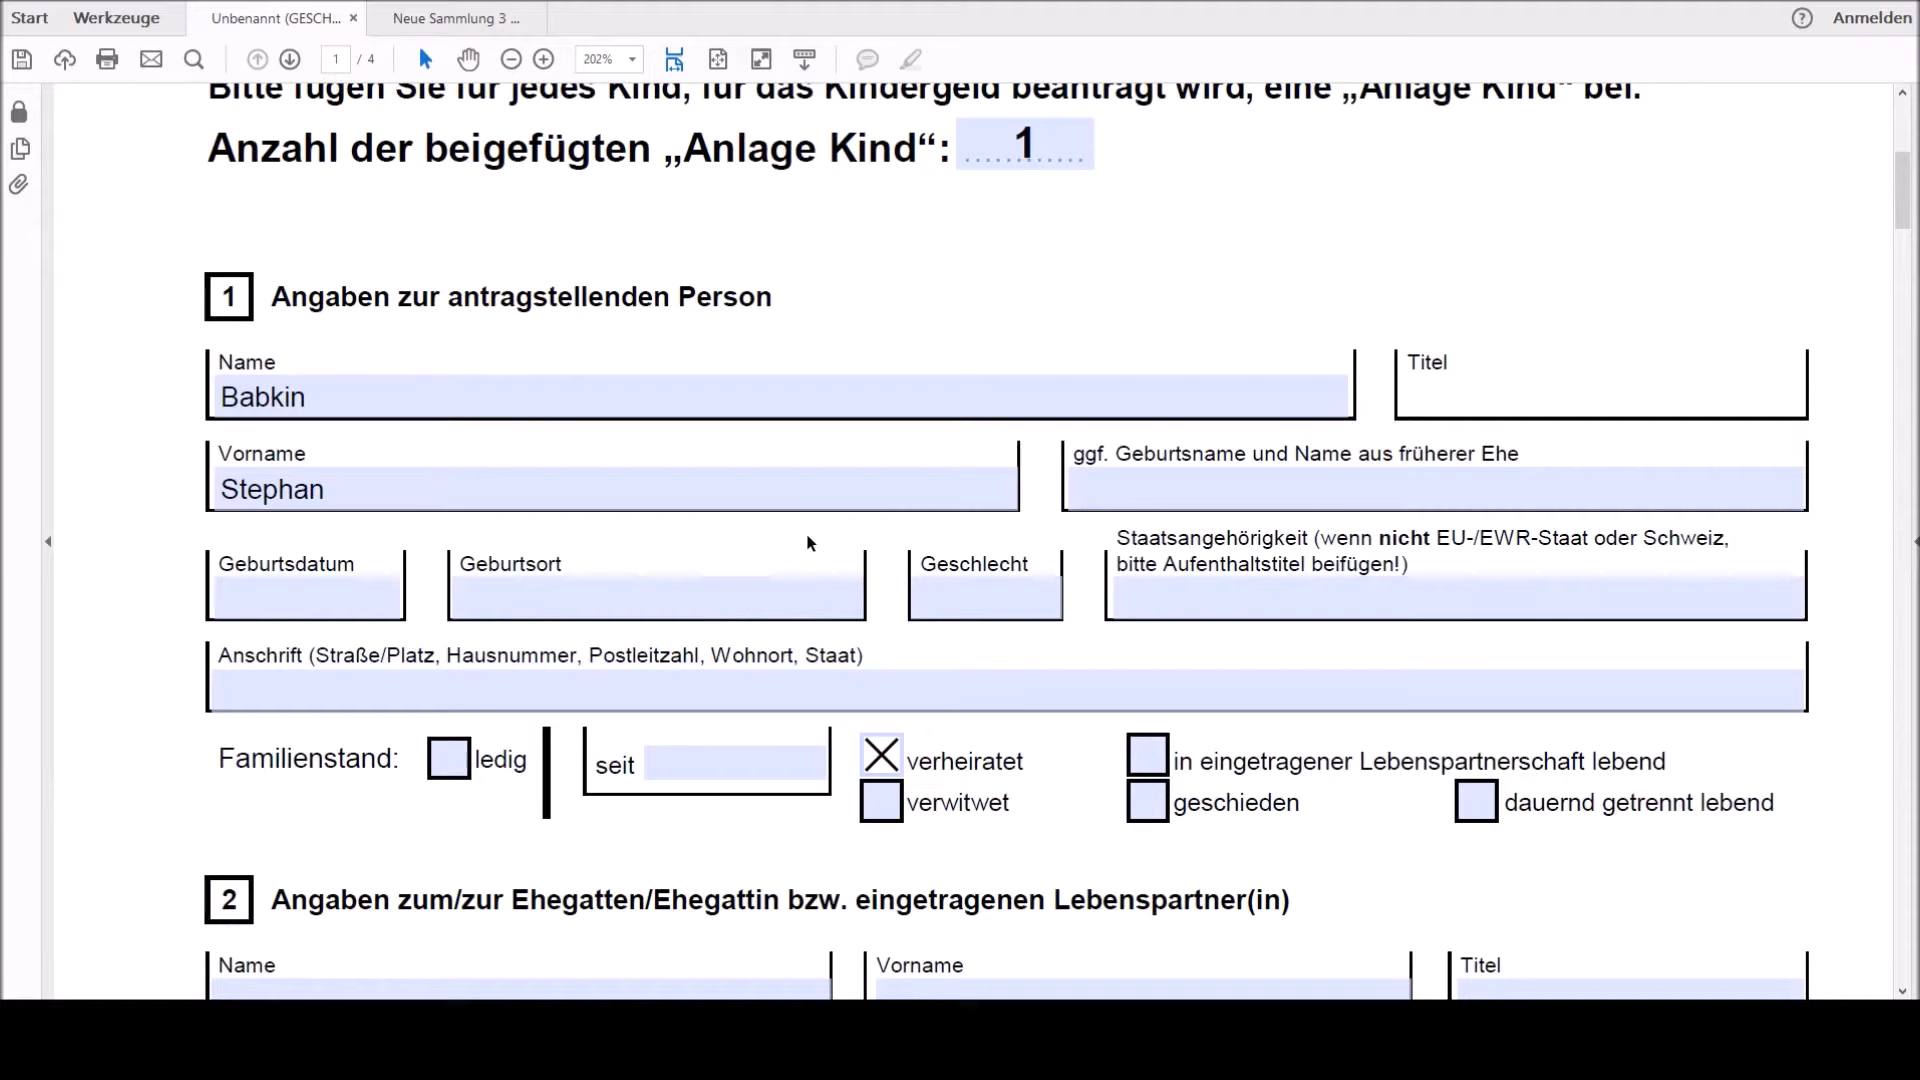 Start Werkzeuge Unbenannt (GESCH... × Neue Sammlung 3 ... Anmelden
1 / 4 202%
Bitte fügen Sie für jedes Kind, für das Kindergeld beantragt wird, eine „Anlage Kind“ bei.
Anzahl der beigefügten „Anlage Kind“: 1
1 Angaben zur antragstellenden Person
Name Titel
Babkin
Vorname ggf. Geburtsname und Name aus früherer Ehe
Stephan
Staatsangehörigkeit (wenn nicht EU-/EWR-Staat oder Schweiz,
Geburtsdatum Geburtsort Geschlecht bitte Aufenthaltstitel beifügen!)
Anschrift (Straße/Platz, Hausnummer, Postleitzahl, Wohnort, Staat)
Familienstand: ledig seit verheiratet in eingetragener Lebenspartnerschaft lebend
verwitwet geschieden dauernd getrennt lebend
2 Angaben zum/zur Ehegatten/Ehegattin bzw. eingetragenen Lebenspartner(in)
Name Vorname Titel